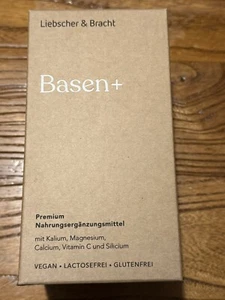 Liebscher & Bracht
Basen+
Premium
Nahrungsergänzungsmittel
mit Kalium, Magnesium,
Calcium, Vitamin C und Silicium
VEGAN • LACTOSEFREI • GLUTENFREI